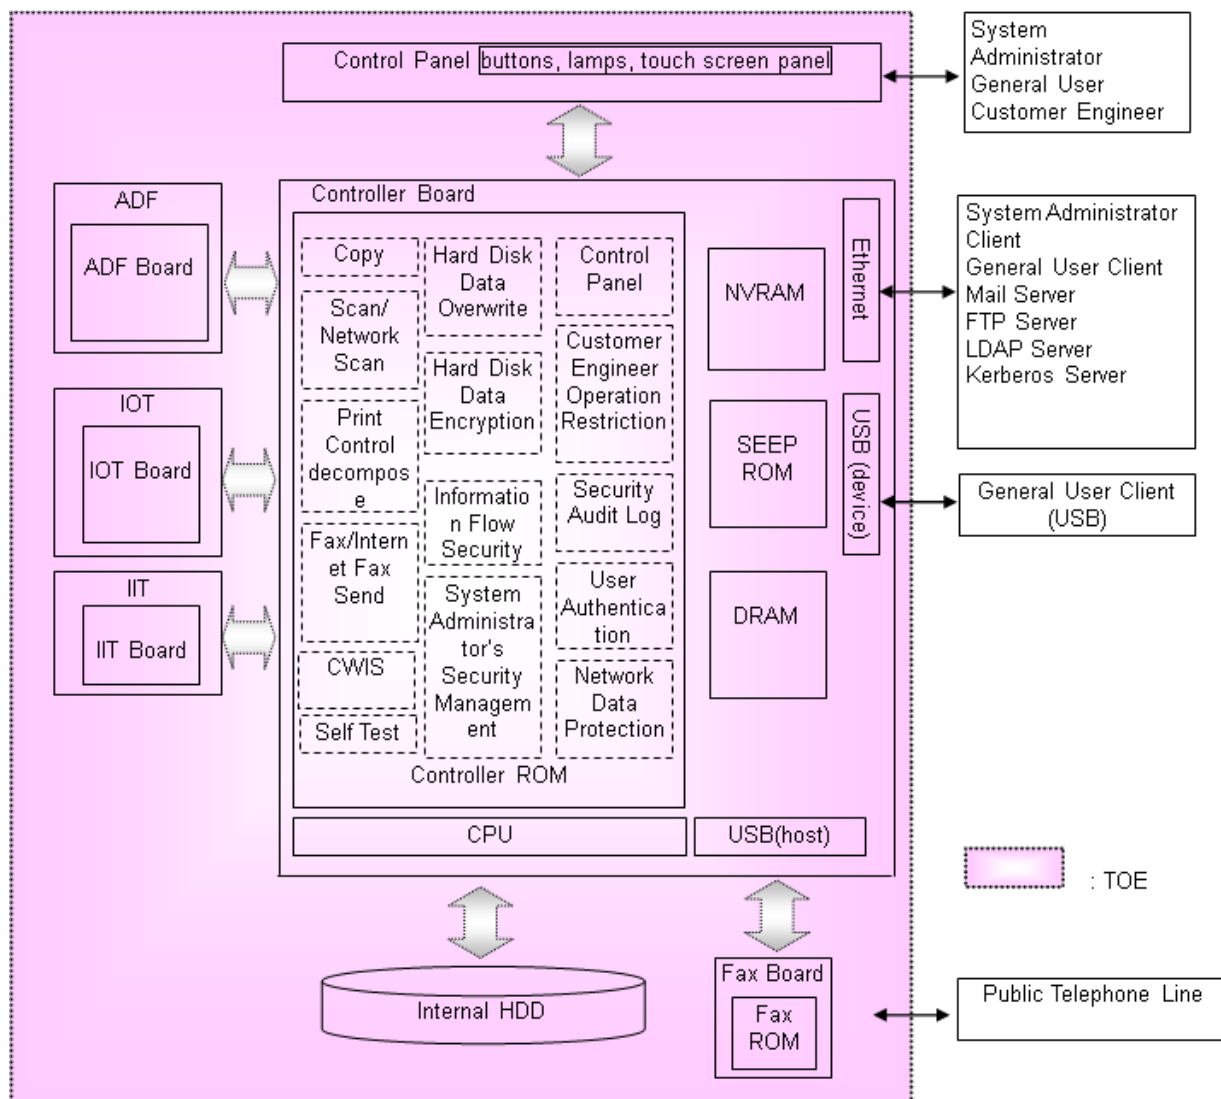 Control Panel buttons, lamps, touch screen panel
System
Administrator
General User
Customer Engineer
ADF
ADF Board
IOT
IOT Board
IIT
IIT Board
Controller Board
Copy
Scan/
Network
Scan
Print
Control
decompos
e
Fax/Intern
et Fax
Send
CWIS
Self Test
Hard Disk
Data
Overwrite
Hard Disk
Data
Encryption
Informatio
n Flow
Security
System
Administra
tor's
Security
Managem
ent
Control
Panel
Customer
Engineer
Operation
Restriction
Security
Audit Log
User
Authentica
tion
Network
Data
Protection
Controller ROM
NVRAM
SEEP
ROM
DRAM
Ethernet
USB (device)
CPU
USB(host)
System Administrator
Client
General User Client
Mail Server
FTP Server
LDAP Server
Kerberos Server
General User Client
(USB)
: TOE
Internal HDD
Fax Board
Fax
ROM
Public Telephone Line